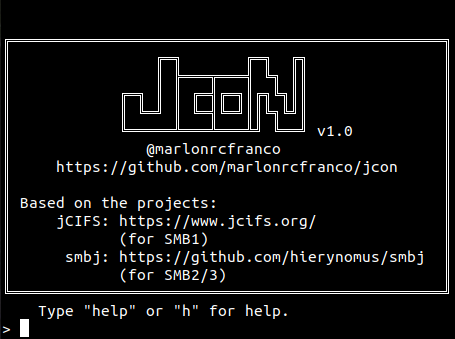 JcoN v1.0
@marlonrcfranco
https://github.com/marlonrcfranco/jcon
Based on the projects:
jCIFS: https://www.jcifs.org/
(for SMB1)
smbj: https://github.com/hierynomus/smbj
(for SMB2/3)
Type "help" or "h" for help.
>